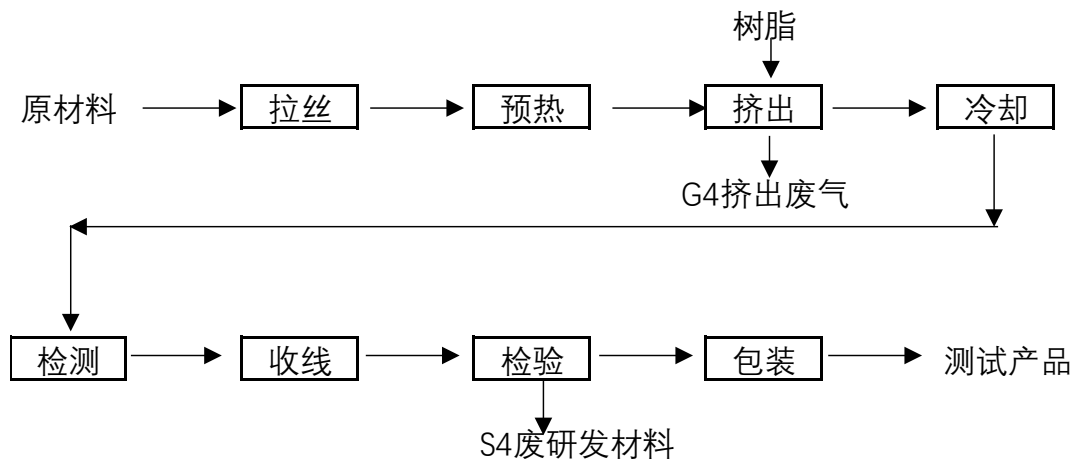 树脂
原材料 拉丝 预热 挤出 冷却
G4挤出废气
检测 收线 检验 包装 测试产品
S4废研发材料